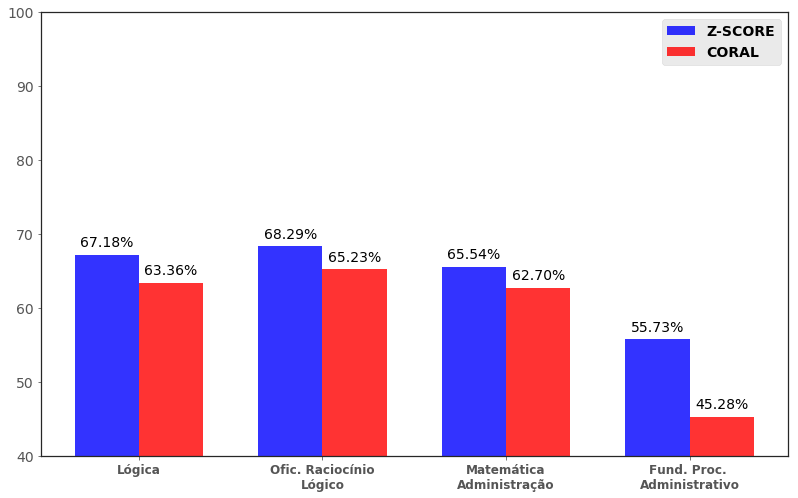 100
90
80
70
60
50
40
Z-SCORE
CORAL
67.18%
63.36%
68.29%
65.23%
65.54%
62.70%
55.73%
45.28%
Lógica
Ofic. Raciocínio
Lógico
Matemática
Administração
Fund. Proc.
Administrativo